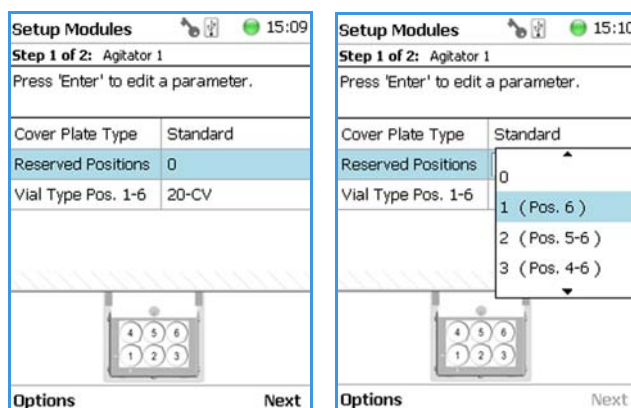 Setup Modules 15:09
Step 1 of 2: Agitator 1
Press 'Enter' to edit a parameter.
Cover Plate Type Standard
Reserved Positions 0
Vial Type Pos. 1-6 20-CV
4 5 6
1 2 3
Options Next
Setup Modules 15:10
Step 1 of 2: Agitator 1
Press 'Enter' to edit a parameter.
Cover Plate Type Standard
Reserved Positions
0
Vial Type Pos. 1-6
1 ( Pos. 6 )
2 ( Pos. 5-6 )
3 ( Pos. 4-6 )
4 5 6
1 2 3
Options Next